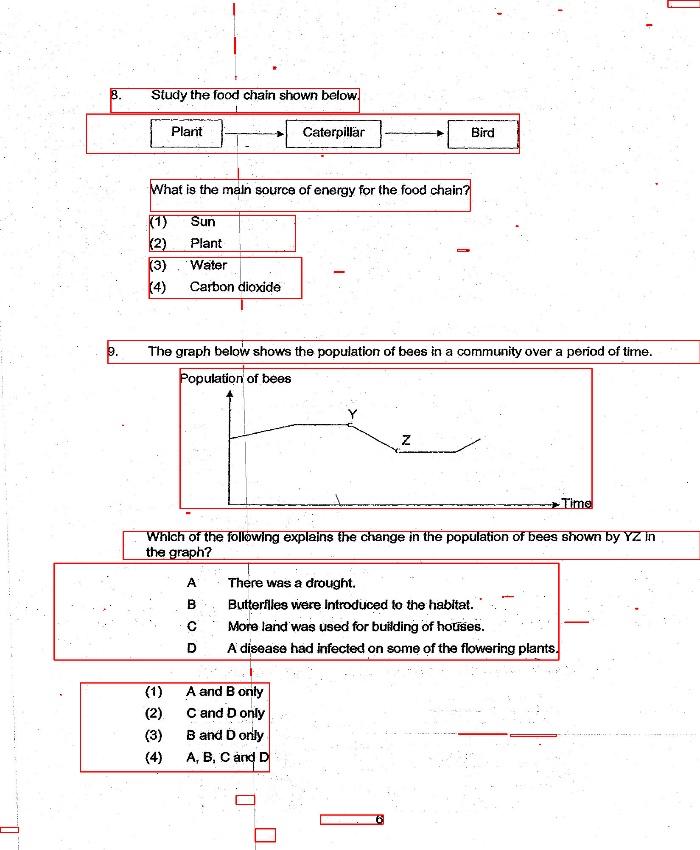 8. Study the food chain shown below.
Plant Caterpillar Bird
What is the main source of energy for the food chain?
(1) Sun
(2) Plant
(3) Water
(4) Carbon dioxide
9. The graph below shows the population of bees in a community over a period of time.
Population of bees
Y
Z
Time
Which of the following explains the change in the population of bees shown by YZ in
the graph?
A There was a drought.
B Butterflies were introduced to the habitat.
C More land was used for building of houses.
D A disease had infected on some of the flowering plants.
(1) A and B only
(2) C and D only
(3) B and D only
(4) A, B, C and D
6